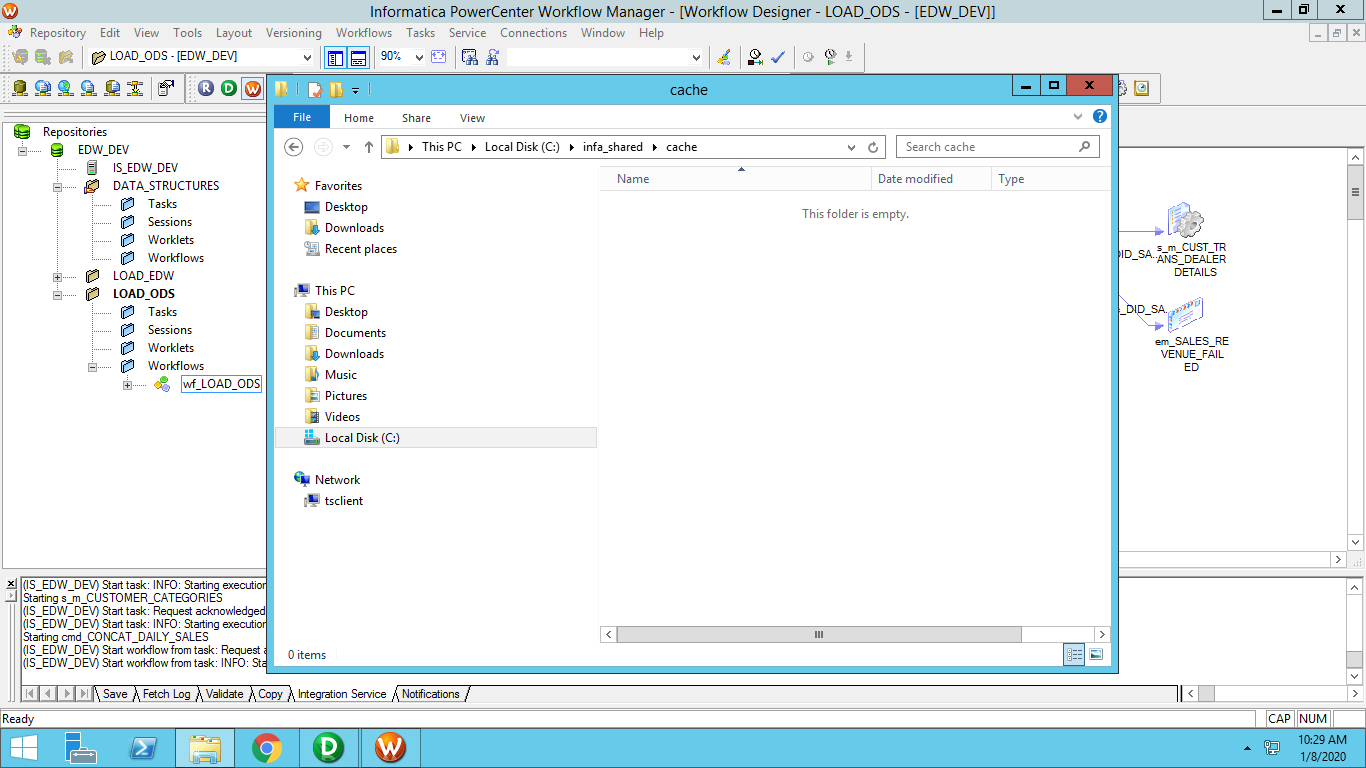 Informatica PowerCenter Workflow Manager - [Workflow Designer - LOAD_ODS - [EDW_DEV]]
Repository Edit View Tools Layout Versioning Workflows Tasks Service Connections Window Help
LOAD_ODS - [EDW_DEV]
90%
R D W
Repositories
EDW_DEV
IS_EDW_DEV
DATA_STRUCTURES
Tasks
Sessions
Worklets
Workflows
LOAD_EDW
LOAD_ODS
Tasks
Sessions
Worklets
Workflows
wf_LOAD_ODS
cache
File Home Share View
This PC Local Disk (C:) infa_shared cache
Search cache
Favorites
Desktop
Downloads
Recent places
This PC
Desktop
Documents
Downloads
Music
Pictures
Videos
Local Disk (C:)
Network
tsclient
Name Date modified Type
This folder is empty.
0 items
DID_SA...
s_m_CUST_TR
ANS_DEALER
DETAILS
_DID_SA...
em_SALES_RE
VENUE_FAIL
ED
(IS_EDW_DEV) Start task: INFO: Starting execution
Starting s_m_CUSTOMER_CATEGORIES
(IS_EDW_DEV) Start task: Request acknowledged
(IS_EDW_DEV) Start task: INFO: Starting execution
Starting cmd_CONCAT_DAILY_SALES
(IS_EDW_DEV) Start workflow from task: Request a
(IS_EDW_DEV) Start workflow from task: INFO: Sta
Save Fetch Log Validate Copy Integration Service Notifications
Ready
CAP NUM
D W
10:29 AM
1/8/2020